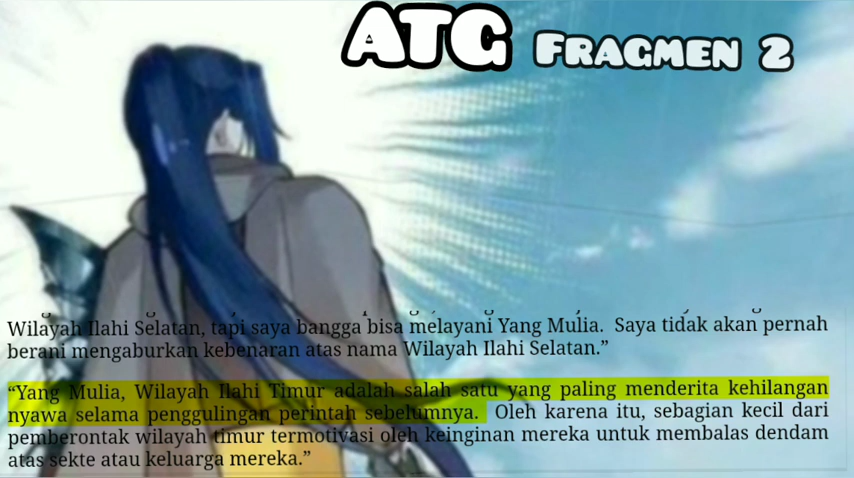 ATG FRAGMEN 2
Wilayah Ilahi Selatan, tapi saya bangga bisa melayani Yang Mulia. Saya tidak akan pernah
berani mengaburkan kebenaran atas nama Wilayah Ilahi Selatan.”
“Yang Mulia, Wilayah Ilahi Timur adalah salah satu yang paling menderita kehilangan
nyawa selama penggulingan perintah sebelumnya. Oleh karena itu, sebagian kecil dari
pemberontak wilayah timur termotivasi oleh keinginan mereka untuk membalas dendam
atas sekte atau keluarga mereka.”